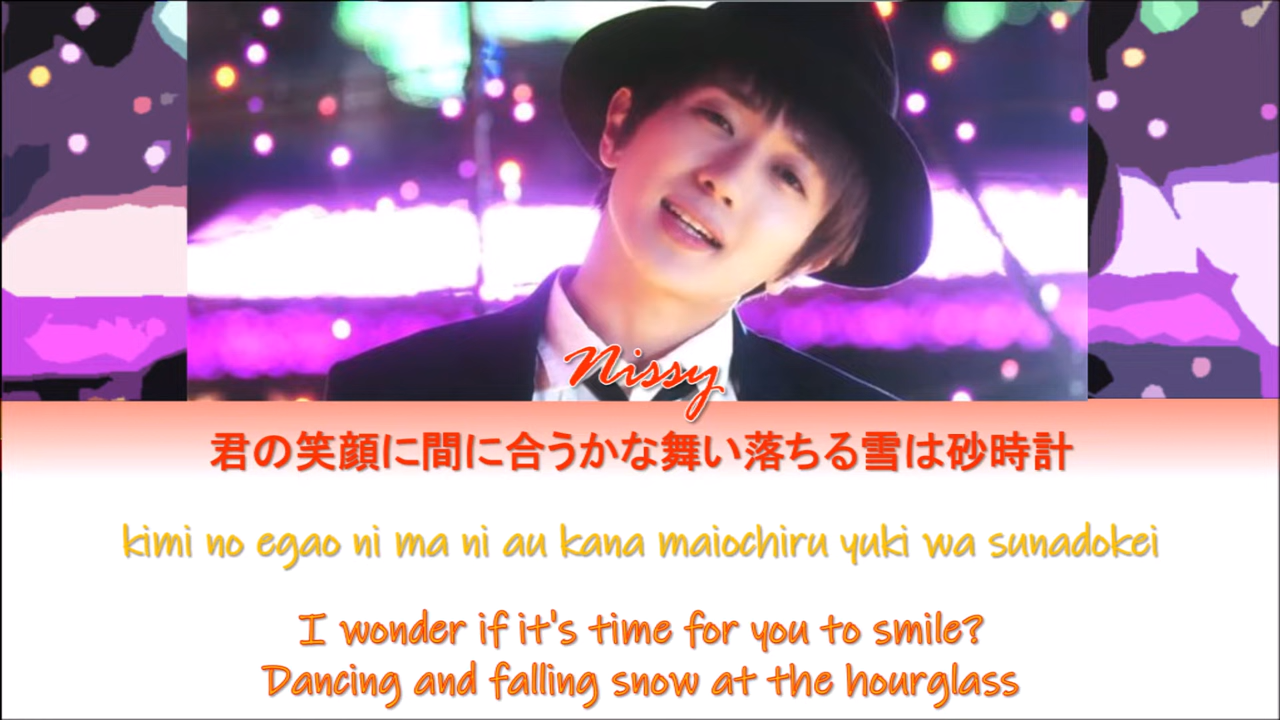 Nissy
君の笑顔に間に合うかな舞い落ちる雪は砂時計
kimi no egao ni ma ni au kana maiochiru yuki wa sunadokei
I wonder if it's time for you to smile?
Dancing and falling snow at the hourglass